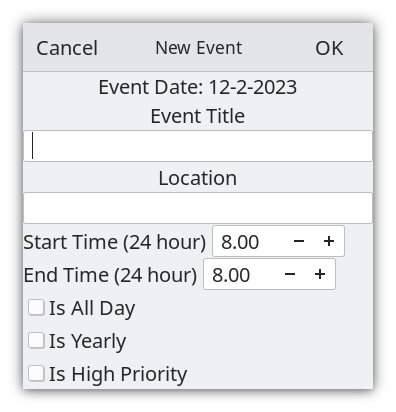 Cancel New Event OK
Event Date: 12-2-2023
Event Title
Location
Start Time (24 hour) 8.00 − +
End Time (24 hour) 8.00 − +
Is All Day
Is Yearly
Is High Priority